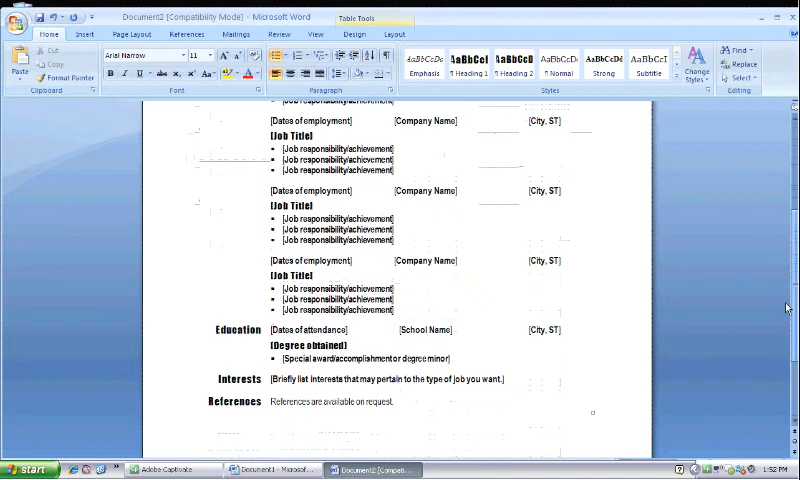 Document2 [Compatibility Mode] - Microsoft Word
Table Tools
Home Insert Page Layout References Mailings Review View Design Layout
Cut
Copy
Format Painter
Paste
Clipboard
Arial Narrow 11
Font
Paragraph
AaBbCcDc Emphasis
AaBbCcI ¶ Heading 1
AaBbCcD ¶ Heading 2
AaBbCcDc ¶ Normal
AaBbCcDd Strong
AaBbCcI Subtitle
Change Styles
Styles
Find
Replace
Select
Editing
[Job responsibility/achievement]
[Dates of employment] [Company Name] [City, ST]
[Job Title]
[Job responsibility/achievement]
[Job responsibility/achievement]
[Job responsibility/achievement]
[Dates of employment] [Company Name] [City, ST]
[Job Title]
[Job responsibility/achievement]
[Job responsibility/achievement]
[Job responsibility/achievement]
[Dates of employment] [Company Name] [City, ST]
[Job Title]
[Job responsibility/achievement]
[Job responsibility/achievement]
[Job responsibility/achievement]
Education [Dates of attendance] [School Name] [City, ST]
[Degree obtained]
[Special award/accomplishment or degree minor]
Interests [Briefly list interests that may pertain to the type of job you want.]
References References are available on request.
start Adobe Captivate Document1 - Microsof... Document2 [Compati... 1:52 PM